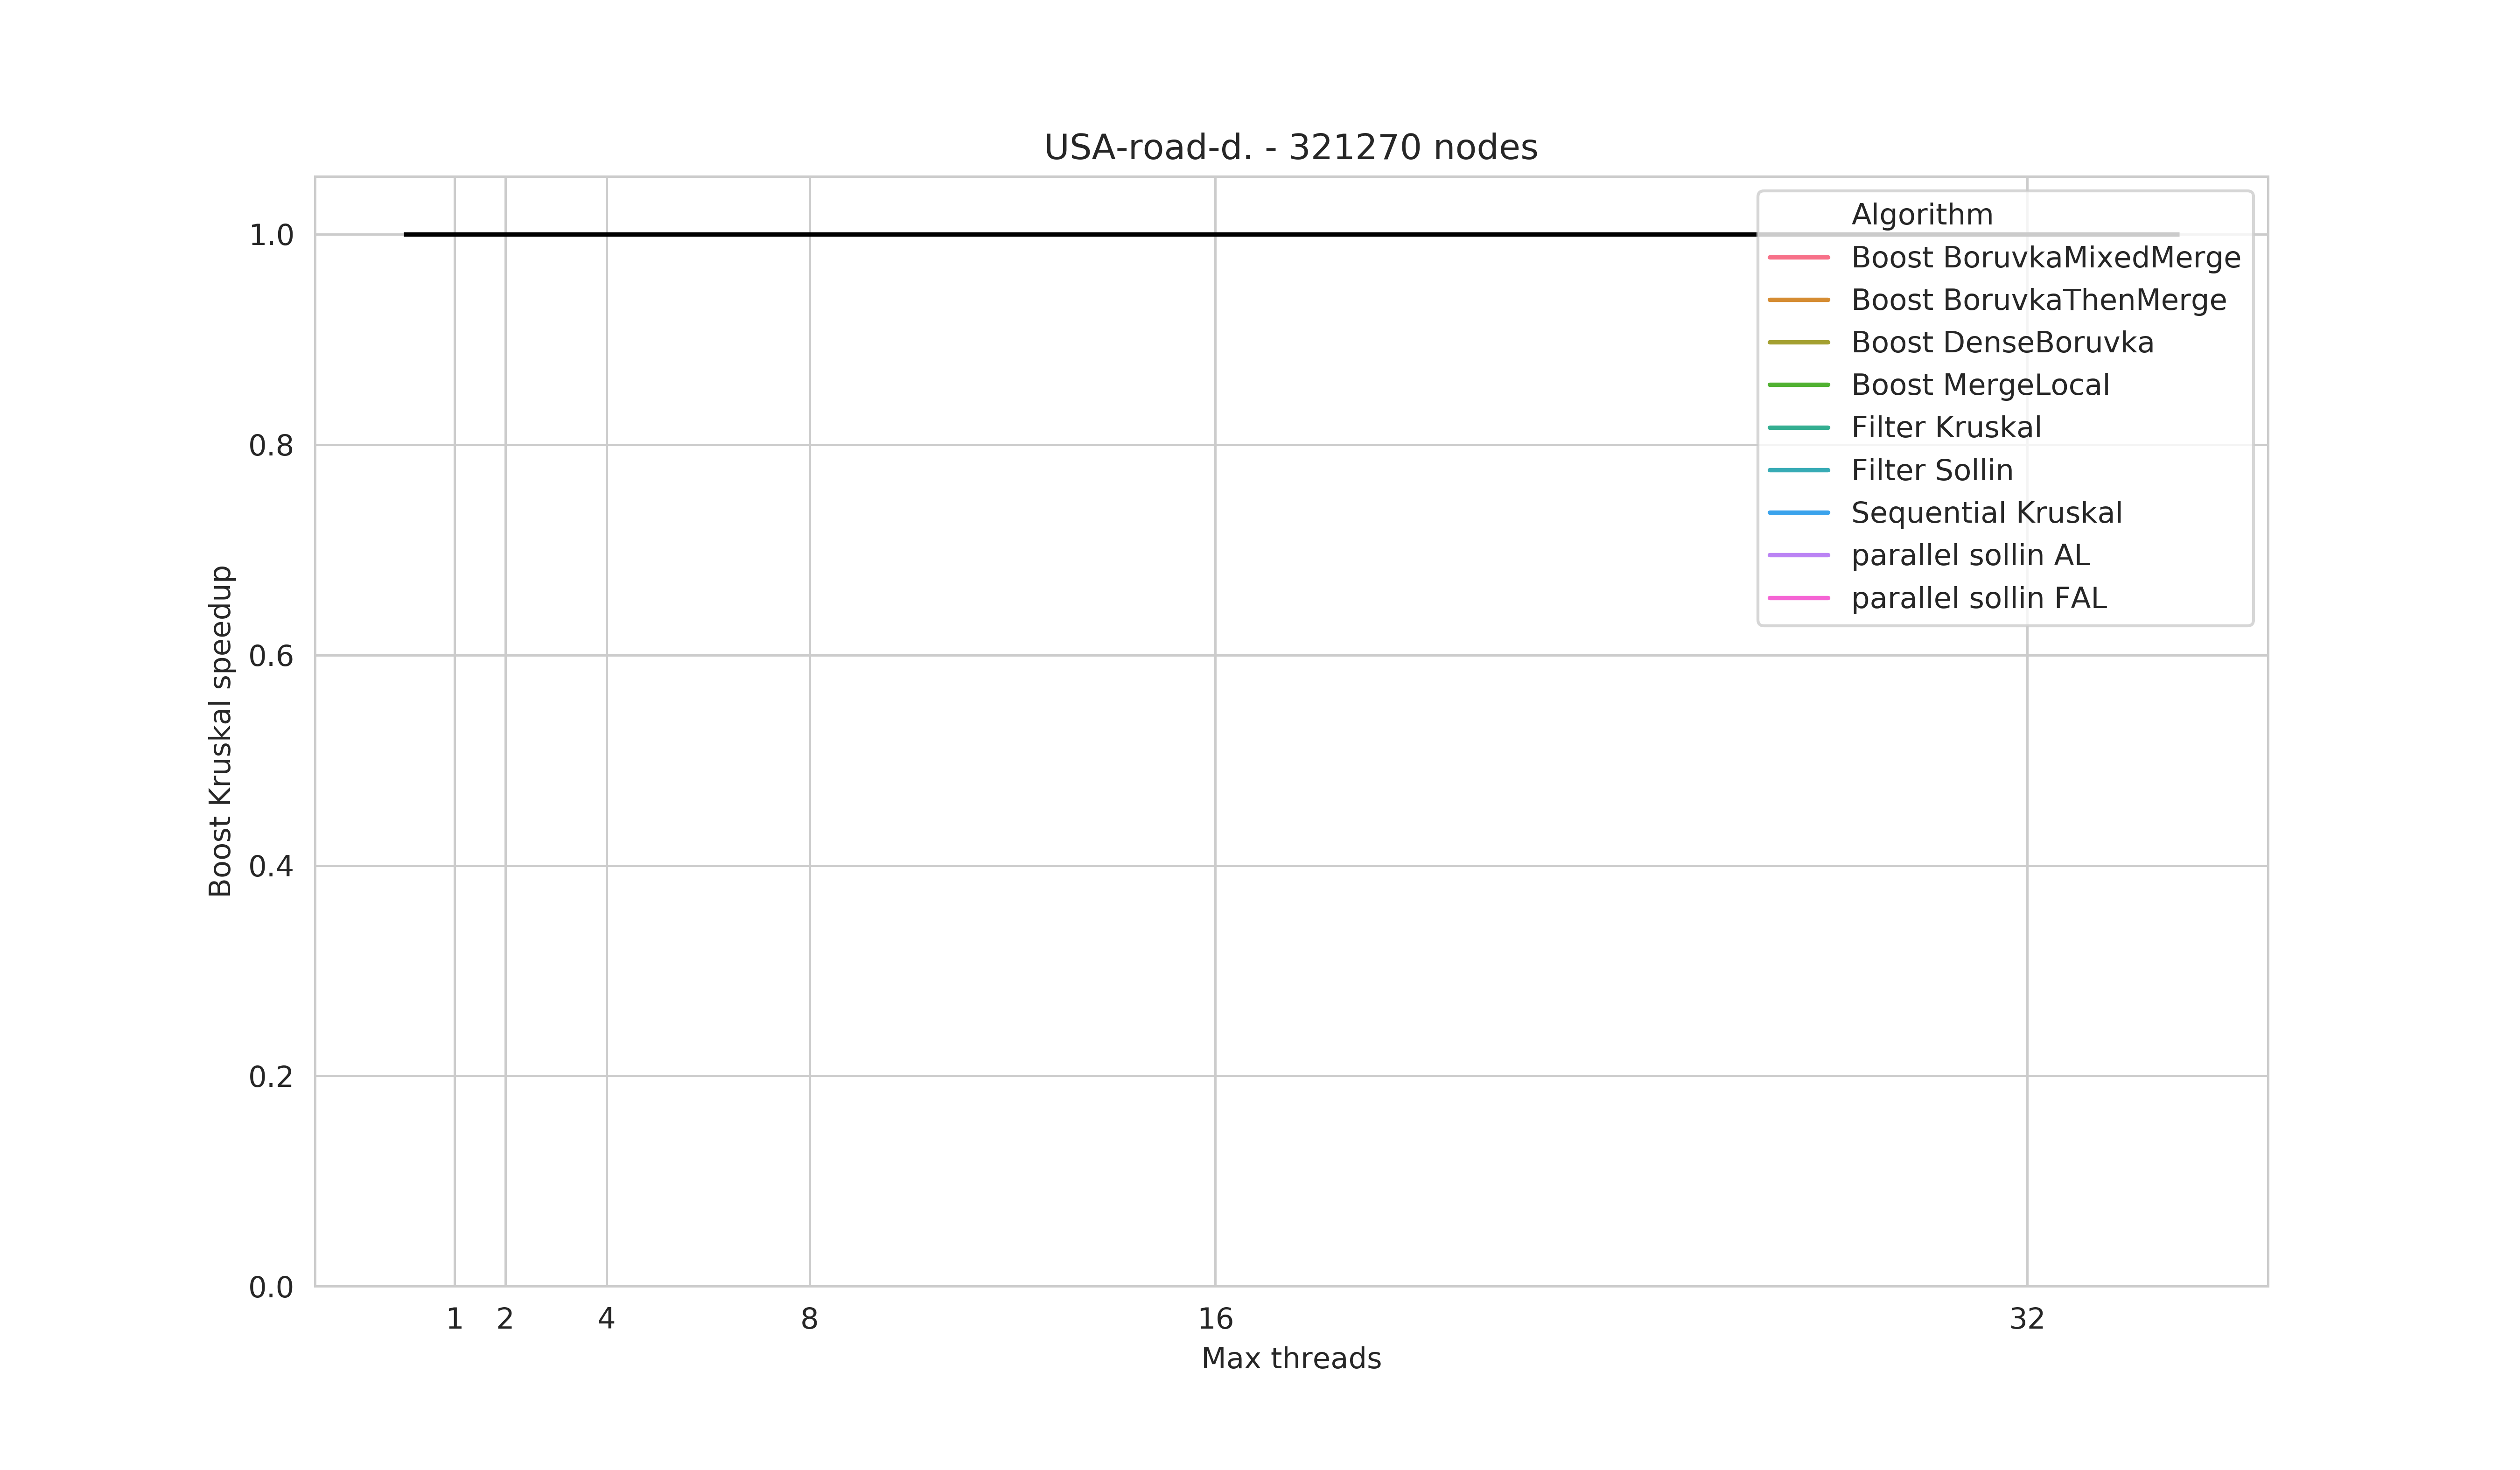 USA-road-d. - 321270 nodes
Algorithm
Boost BoruvkaMixedMerge
Boost BoruvkaThenMerge
Boost DenseBoruvka
Boost MergeLocal
Filter Kruskal
Filter Sollin
Sequential Kruskal
parallel sollin AL
parallel sollin FAL
Boost Kruskal speedup
1.0
0.8
0.6
0.4
0.2
0.0
1 2 4 8 16 32
Max threads